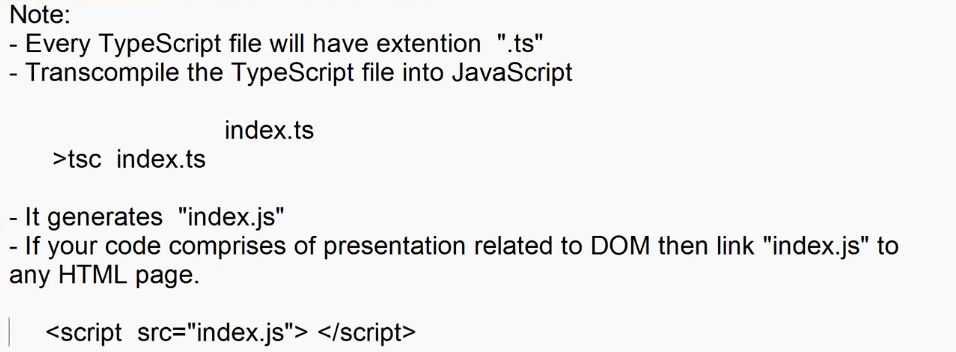 Note:
- Every TypeScript file will have extention  ".ts"
- Transcompile the TypeScript file into JavaScript
index.ts
>tsc  index.ts
- It generates  "index.js"
- If your code comprises of presentation related to DOM then link "index.js" to
any HTML page.
<script  src="index.js"> </script>